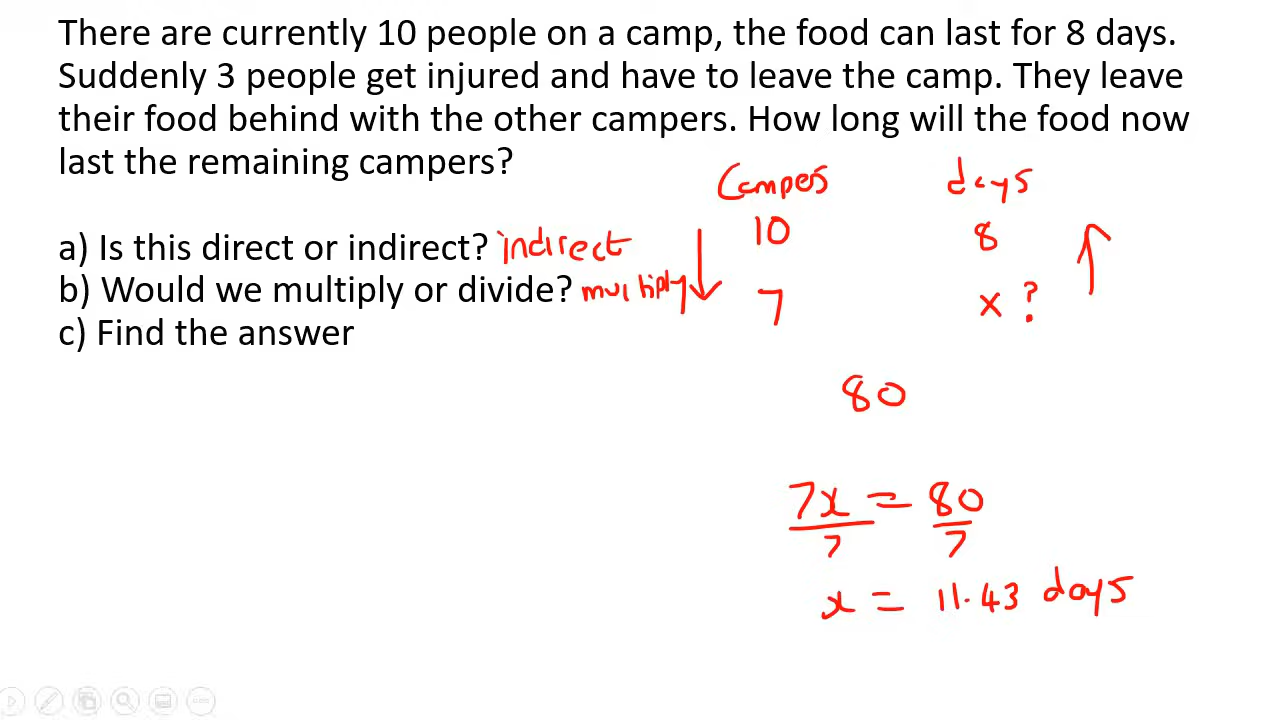 There are currently 10 people on a camp, the food can last for 8 days.
Suddenly 3 people get injured and have to leave the camp. They leave
their food behind with the other campers. How long will the food now
last the remaining campers?
Campers days
a) Is this direct or indirect? indirect 10 8
b) Would we multiply or divide? multiply 7 x ?
c) Find the answer
80
7x = 80
7 7
x = 11.43 days